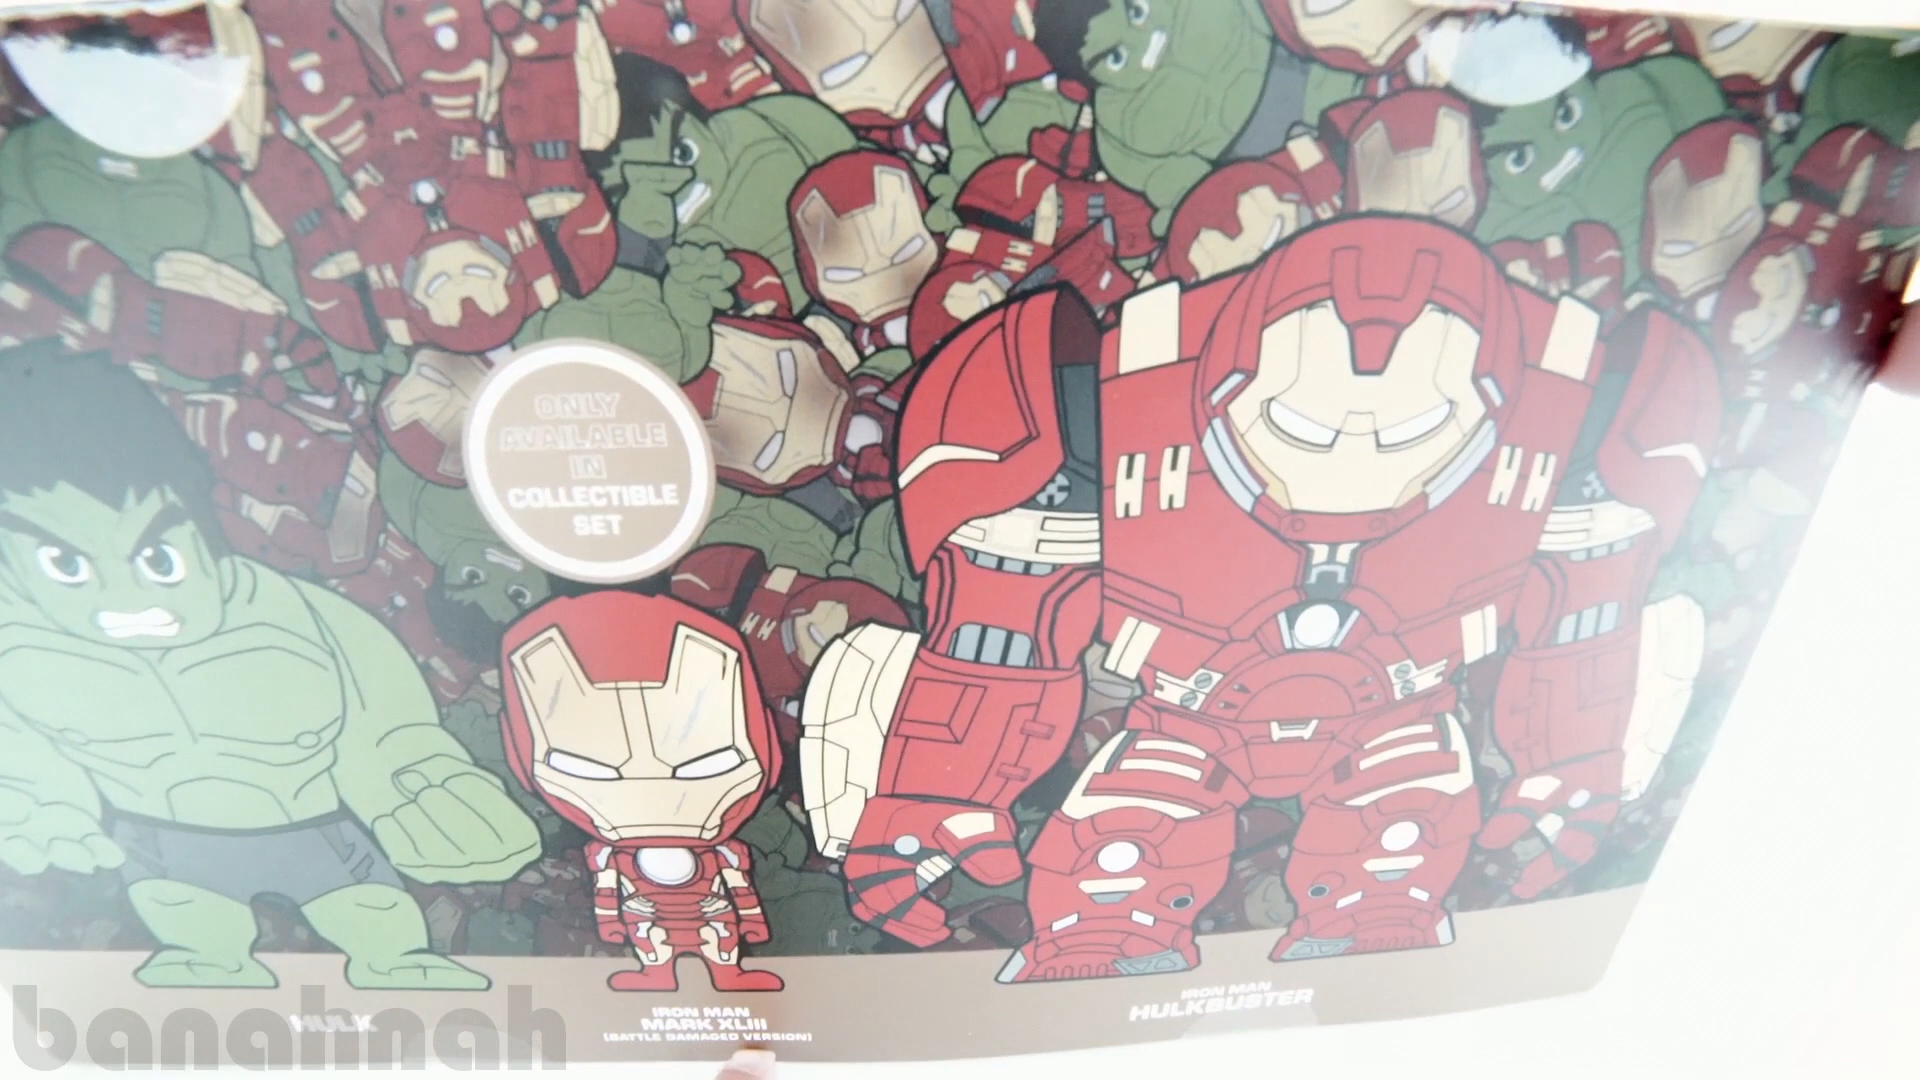 ONLY
AVAILABLE
IN
COLLECTIBLE
SET
HULK
IRON MAN
MARK XLIII
(BATTLE DAMAGED VERSION)
IRON MAN
HULKBUSTER
banahnah